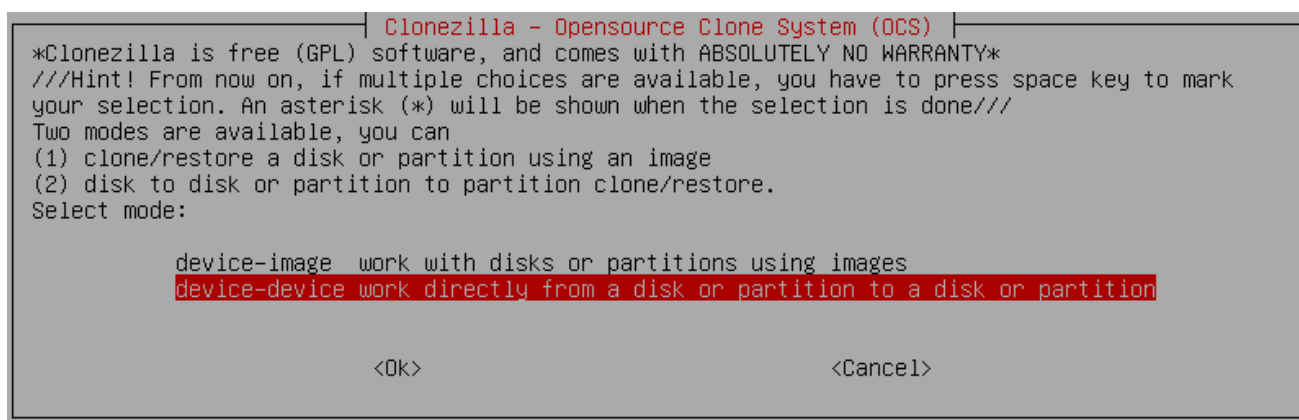 Clonezilla - Opensource Clone System (OCS)
*Clonezilla is free (GPL) software, and comes with ABSOLUTELY NO WARRANTY*
///Hint! From now on, if multiple choices are available, you have to press space key to mark
your selection. An asterisk (*) will be shown when the selection is done///
Two modes are available, you can
(1) clone/restore a disk or partition using an image
(2) disk to disk or partition to partition clone/restore.
Select mode:
device-image work with disks or partitions using images
device-device work directly from a disk or partition to a disk or partition
<Ok> <Cancel>